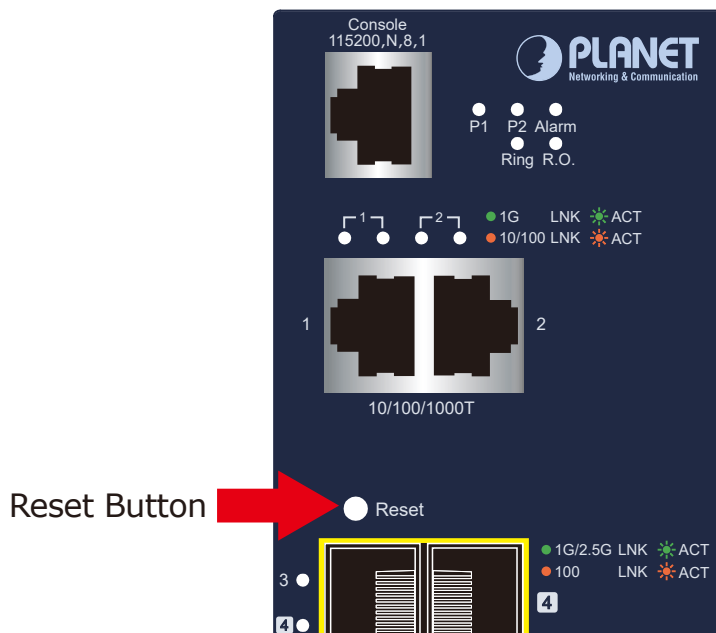 Console
115200,N,8,1
PLANET
Networking & Communication
P1 P2 Alarm
Ring R.O.
1 2
1G LNK ACT
10/100 LNK ACT
1 2
10/100/1000T
Reset Button
Reset
1G/2.5G LNK ACT
3
100 LNK ACT
4
4